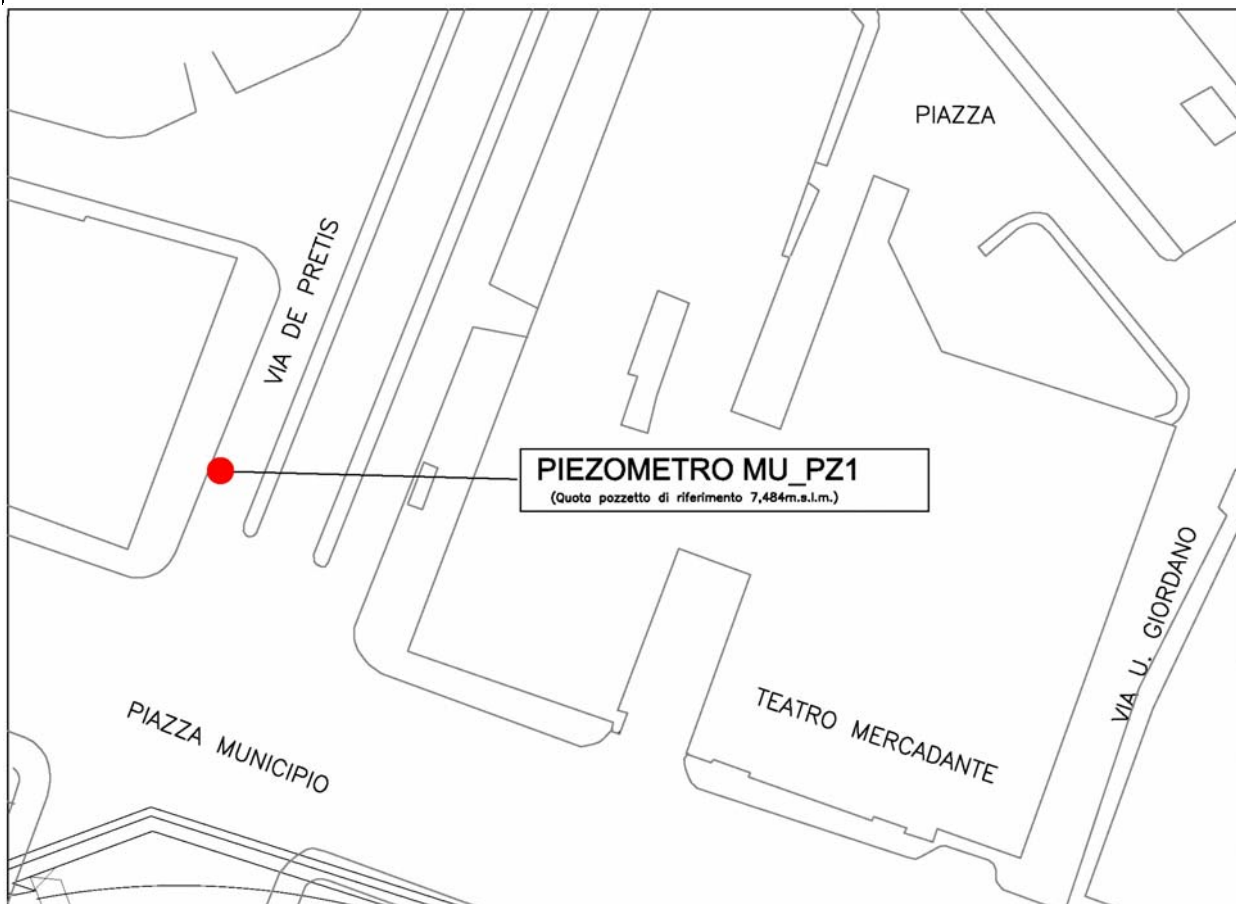 PIAZZA
VIA DE PRETIS
PIEZOMETRO MU_PZ1
(Quota pozzetto di riferimento 7,484m.s.l.m.)
VIA U. GIORDANO
TEATRO MERCADANTE
PIAZZA MUNICIPIO